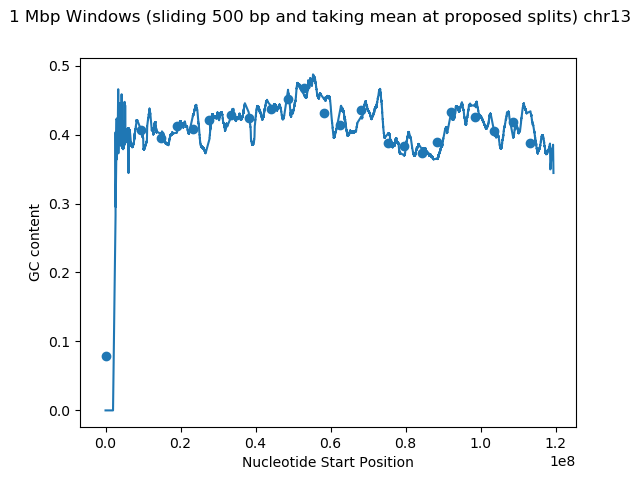 1 Mbp Windows (sliding 500 bp and taking mean at proposed splits) chr13
0.5
0.4
0.3
0.2
0.1
0.0
GC content
0.0 0.2 0.4 0.6 0.8 1.0 1.2
1e8
Nucleotide Start Position